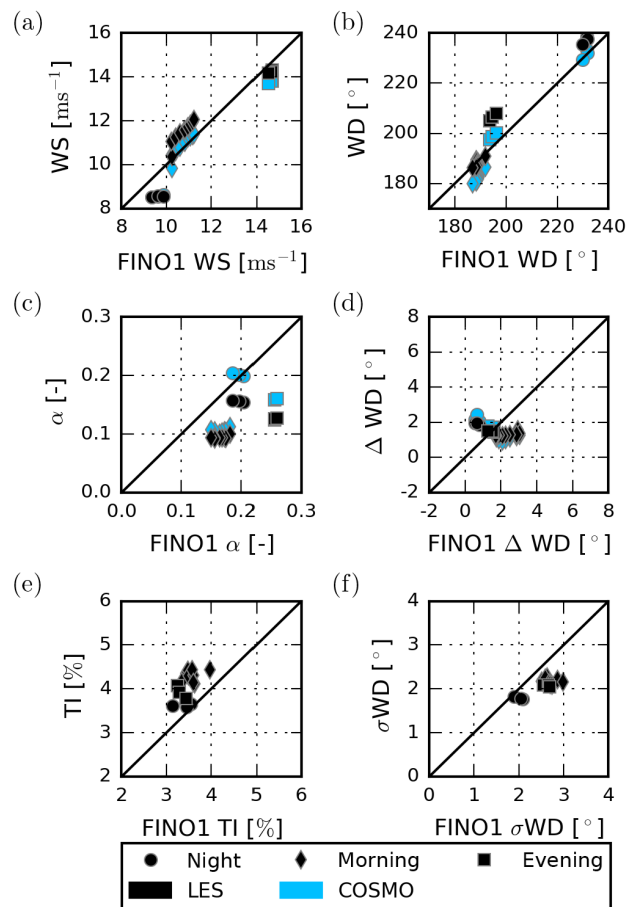 (a)
16
14
12
10
8
WS [ms⁻¹]
8 10 12 14 16
FINO1 WS [ms⁻¹]
(b)
240
220
200
180
WD [°]
180 200 220 240
FINO1 WD [°]
(c)
0.3
0.2
0.1
0.0
α [-]
0.0 0.1 0.2 0.3
FINO1 α [-]
(d)
8
6
4
2
0
-2
Δ WD [°]
-2 0 2 4 6 8
FINO1 Δ WD [°]
(e)
6
5
4
3
2
TI [%]
2 3 4 5 6
FINO1 TI [%]
(f)
4
3
2
1
0
σWD [°]
0 1 2 3 4
FINO1 σWD [°]
Night Morning Evening
LES COSMO